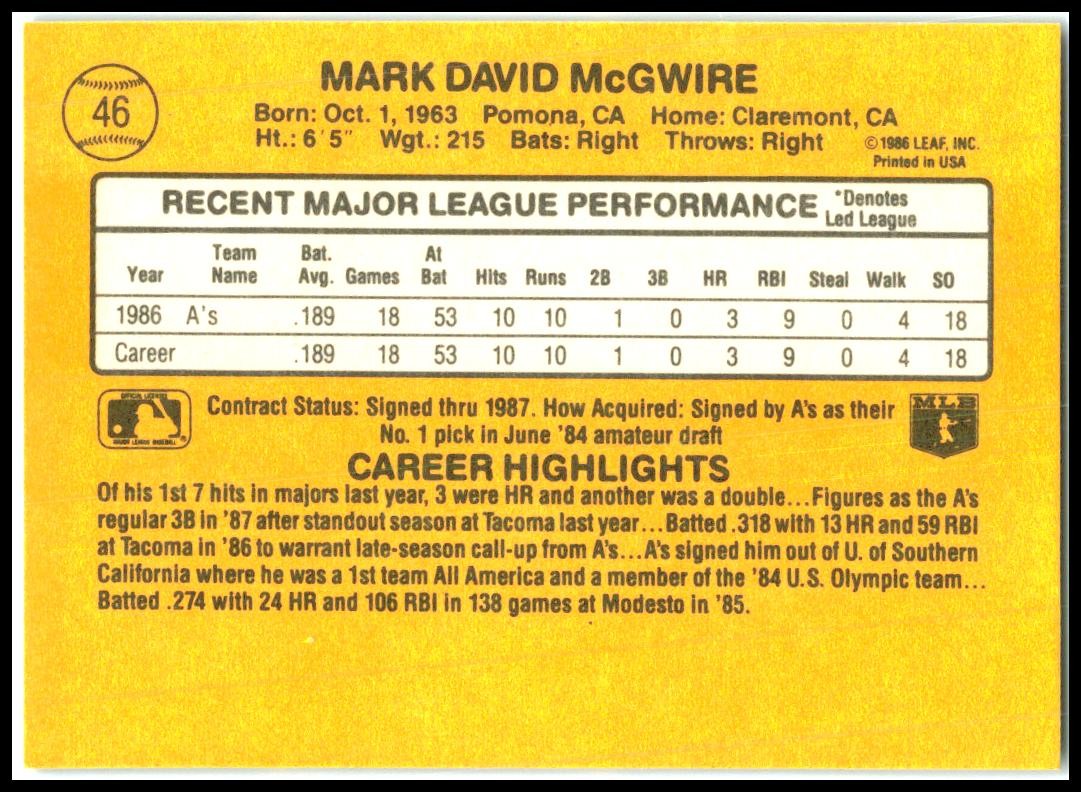 46
MARK DAVID McGWIRE
Born: Oct. 1, 1963 Pomona, CA Home: Claremont, CA
Ht.: 6'5" Wgt.: 215 Bats: Right Throws: Right
©1986 LEAF, INC.
Printed in USA
RECENT MAJOR LEAGUE PERFORMANCE
*Denotes
Led League
Year Team Name Bat. Avg. Games At Bat Hits Runs 2B 3B HR RBI Steal Walk SO
1986 A's .189 18 53 10 10 1 0 3 9 0 4 18
Career .189 18 53 10 10 1 0 3 9 0 4 18
OFFICIAL LICENSEE
MAJOR LEAGUE BASEBALL
®
Contract Status: Signed thru 1987. How Acquired: Signed by A's as their
No. 1 pick in June '84 amateur draft
MLB
CAREER HIGHLIGHTS
Of his 1st 7 hits in majors last year, 3 were HR and another was a double...Figures as the A's
regular 3B in '87 after standout season at Tacoma last year...Batted .318 with 13 HR and 59 RBI
at Tacoma in '86 to warrant late-season call-up from A's...A's signed him out of U. of Southern
California where he was a 1st team All America and a member of the '84 U.S. Olympic team...
Batted .274 with 24 HR and 106 RBI in 138 games at Modesto in '85.